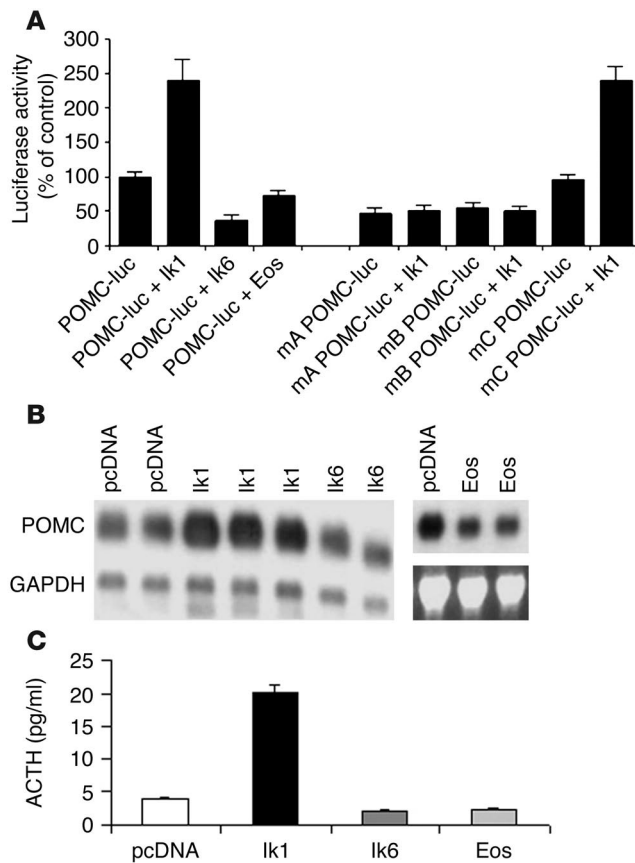 A
Luciferase activity
(% of control)
300
250
200
150
100
50
0
POMC-luc
POMC-luc + Ik1
POMC-luc + Ik6
POMC-luc + Eos
mA POMC-luc
mA POMC-luc + Ik1
mB POMC-luc
mB POMC-luc + Ik1
mC POMC-luc
mC POMC-luc + Ik1
B
pcDNA
pcDNA
Ik1
Ik1
Ik1
Ik6
Ik6
pcDNA
Eos
Eos
POMC
GAPDH
C
ACTH (pg/ml)
25
20
15
10
5
0
pcDNA
Ik1
Ik6
Eos